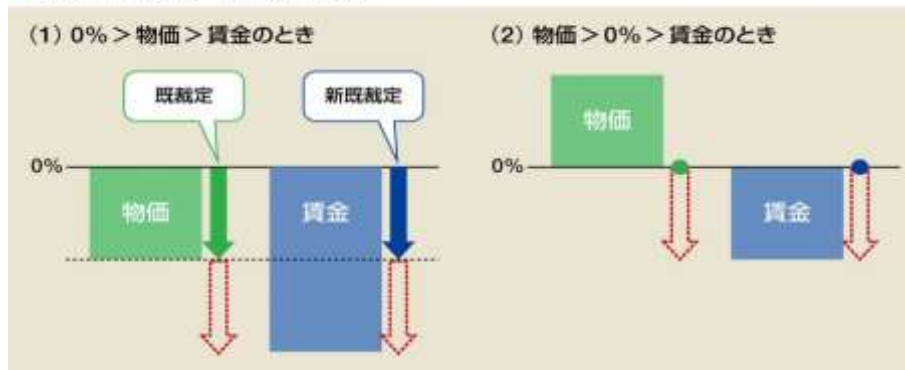 (1) 0%＞物価＞賃金のとき
既裁定
新既裁定
0%
物価
賃金
(2) 物価＞0%＞賃金のとき
物価
0%
賃金